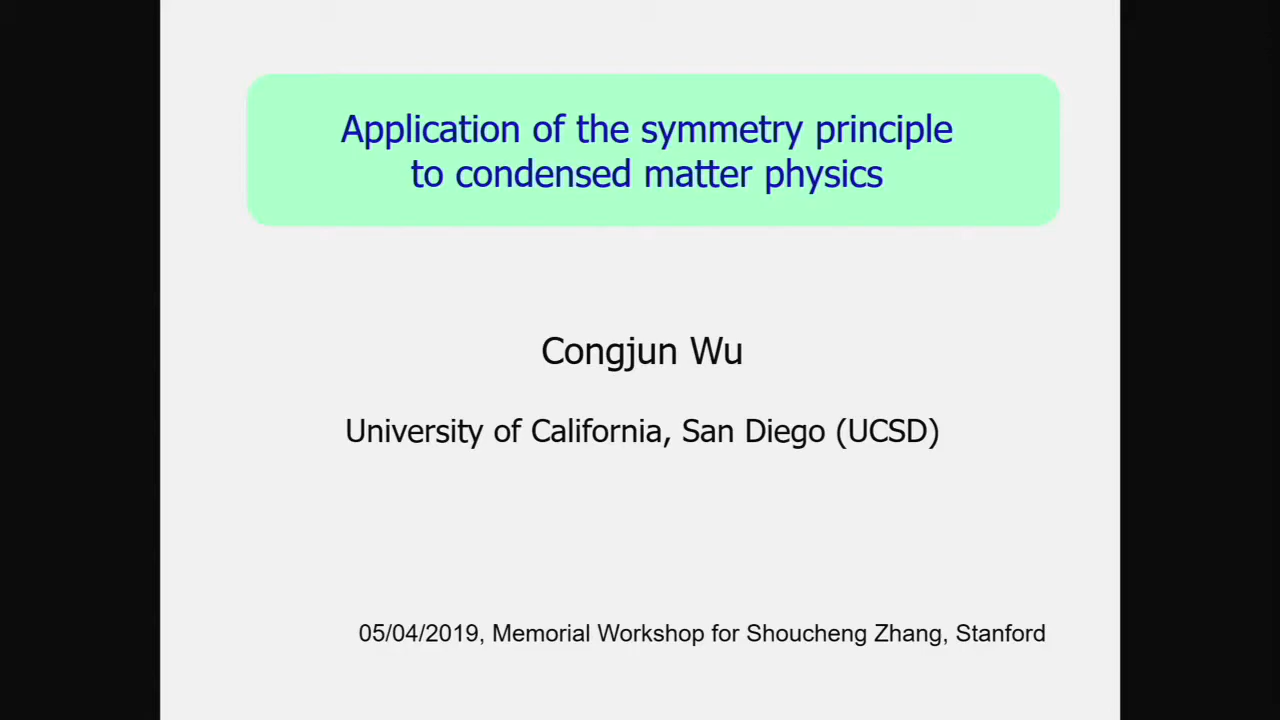 Application of the symmetry principle
to condensed matter physics
Congjun Wu
University of California, San Diego (UCSD)
05/04/2019, Memorial Workshop for Shoucheng Zhang, Stanford